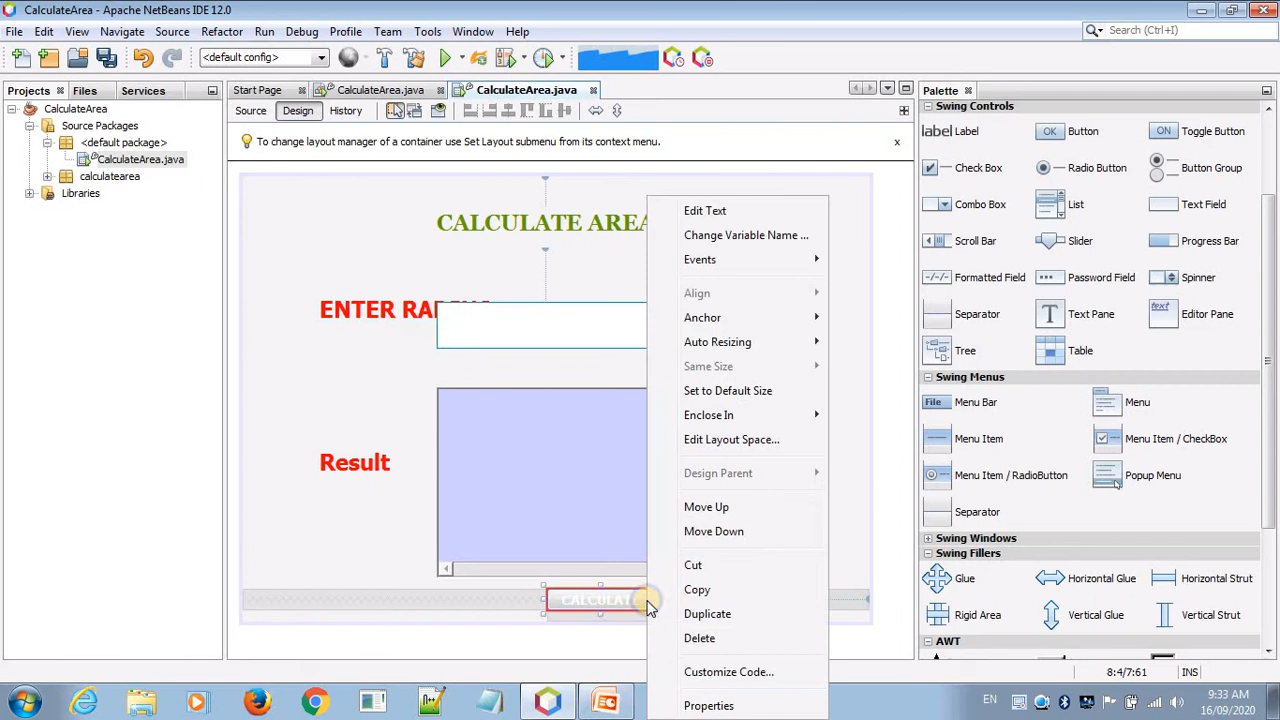 CalculateArea - Apache NetBeans IDE 12.0
File Edit View Navigate Source Refactor Run Debug Profile Team Tools Window Help
Search (Ctrl+I)
<default config>
Projects Files Services
Start Page CalculateArea.java CalculateArea.java
Palette
CalculateArea
Source Packages
<default package>
CalculateArea.java
calculatearea
Libraries
Source Design History
To change layout manager of a container use Set Layout submenu from its context menu.
x
CALCULATE AREA
ENTER RA
Result
CALCULAT
Edit Text
Change Variable Name ...
Events
Align
Anchor
Auto Resizing
Same Size
Set to Default Size
Enclose In
Edit Layout Space...
Design Parent
Move Up
Move Down
Cut
Copy
Duplicate
Delete
Customize Code...
Properties
Swing Controls
label Label OK Button ON Toggle Button
Check Box Radio Button Button Group
Combo Box List Text Field
Scroll Bar Slider Progress Bar
Formatted Field Password Field Spinner
Separator T Text Pane text Editor Pane
Tree Table
Swing Menus
File Menu Bar Menu
Menu Item Menu Item / CheckBox
Menu Item / RadioButton Popup Menu
Separator
Swing Windows
Swing Fillers
Glue Horizontal Glue Horizontal Strut
Rigid Area Vertical Glue Vertical Strut
AWT
8:4/7:61 INS
EN
9:33 AM
16/09/2020